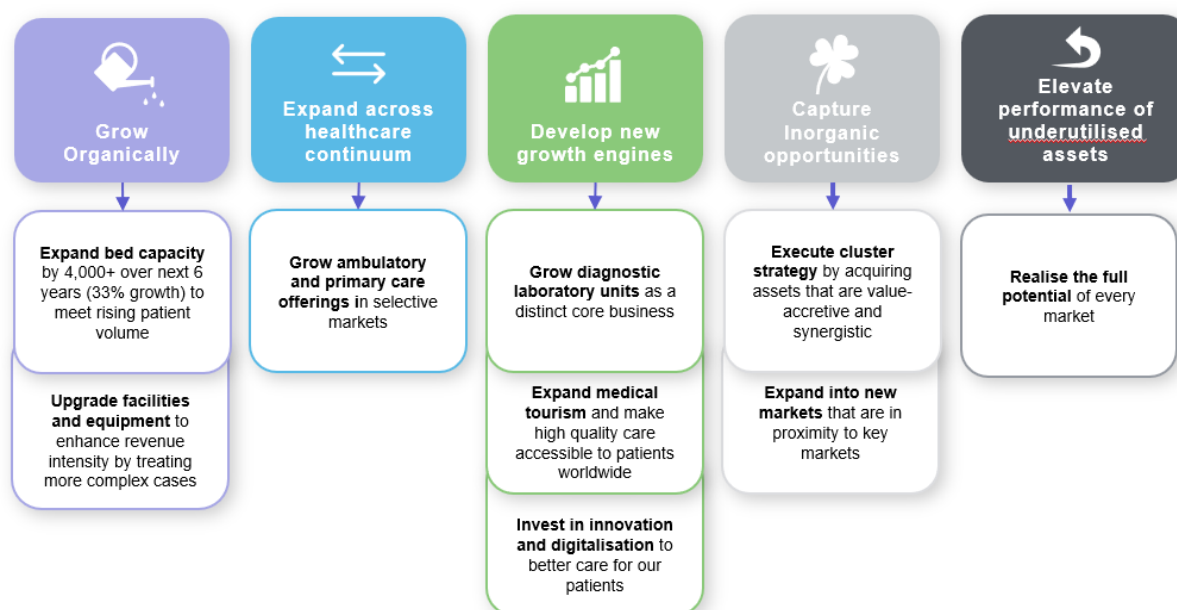 Grow
Organically
Expand bed capacity
by 4,000+ over next 6
years (33% growth) to
meet rising patient
volume
Upgrade facilities
and equipment to
enhance revenue
intensity by treating
more complex cases
Expand across
healthcare
continuum
Grow ambulatory
and primary care
offerings in selective
markets
Develop new
growth engines
Grow diagnostic
laboratory units as a
distinct core business
Expand medical
tourism and make
high quality care
accessible to patients
worldwide
Invest in innovation
and digitalisation to
better care for our
patients
Capture
Inorganic
opportunities
Execute cluster
strategy by acquiring
assets that are value-
accretive and
synergistic
Expand into new
markets that are in
proximity to key
markets
Elevate
performance of
underutilised
assets
Realise the full
potential of every
market